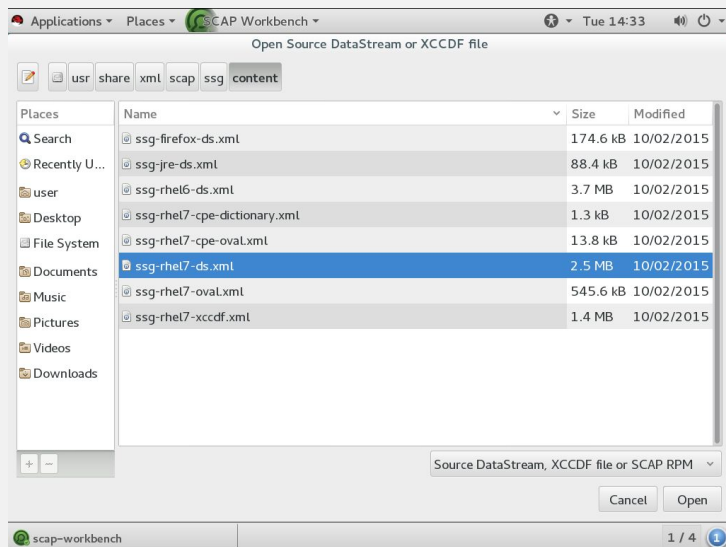 Applications Places SCAP Workbench Tue 14:33
Open Source DataStream or XCCDF file
usr share xml scap ssg content
Places Name Size Modified
Search ssg-firefox-ds.xml 174.6 kB 10/02/2015
Recently U... ssg-jre-ds.xml 88.4 kB 10/02/2015
user ssg-rhel6-ds.xml 3.7 MB 10/02/2015
Desktop ssg-rhel7-cpe-dictionary.xml 1.3 kB 10/02/2015
File System ssg-rhel7-cpe-oval.xml 13.8 kB 10/02/2015
ssg-rhel7-ds.xml 2.5 MB 10/02/2015
Documents
Music ssg-rhel7-oval.xml 545.6 kB 10/02/2015
Pictures ssg-rhel7-xccdf.xml 1.4 MB 10/02/2015
Videos
Downloads
+ −
Source DataStream, XCCDF file or SCAP RPM
Cancel Open
scap-workbench 1 / 4 1